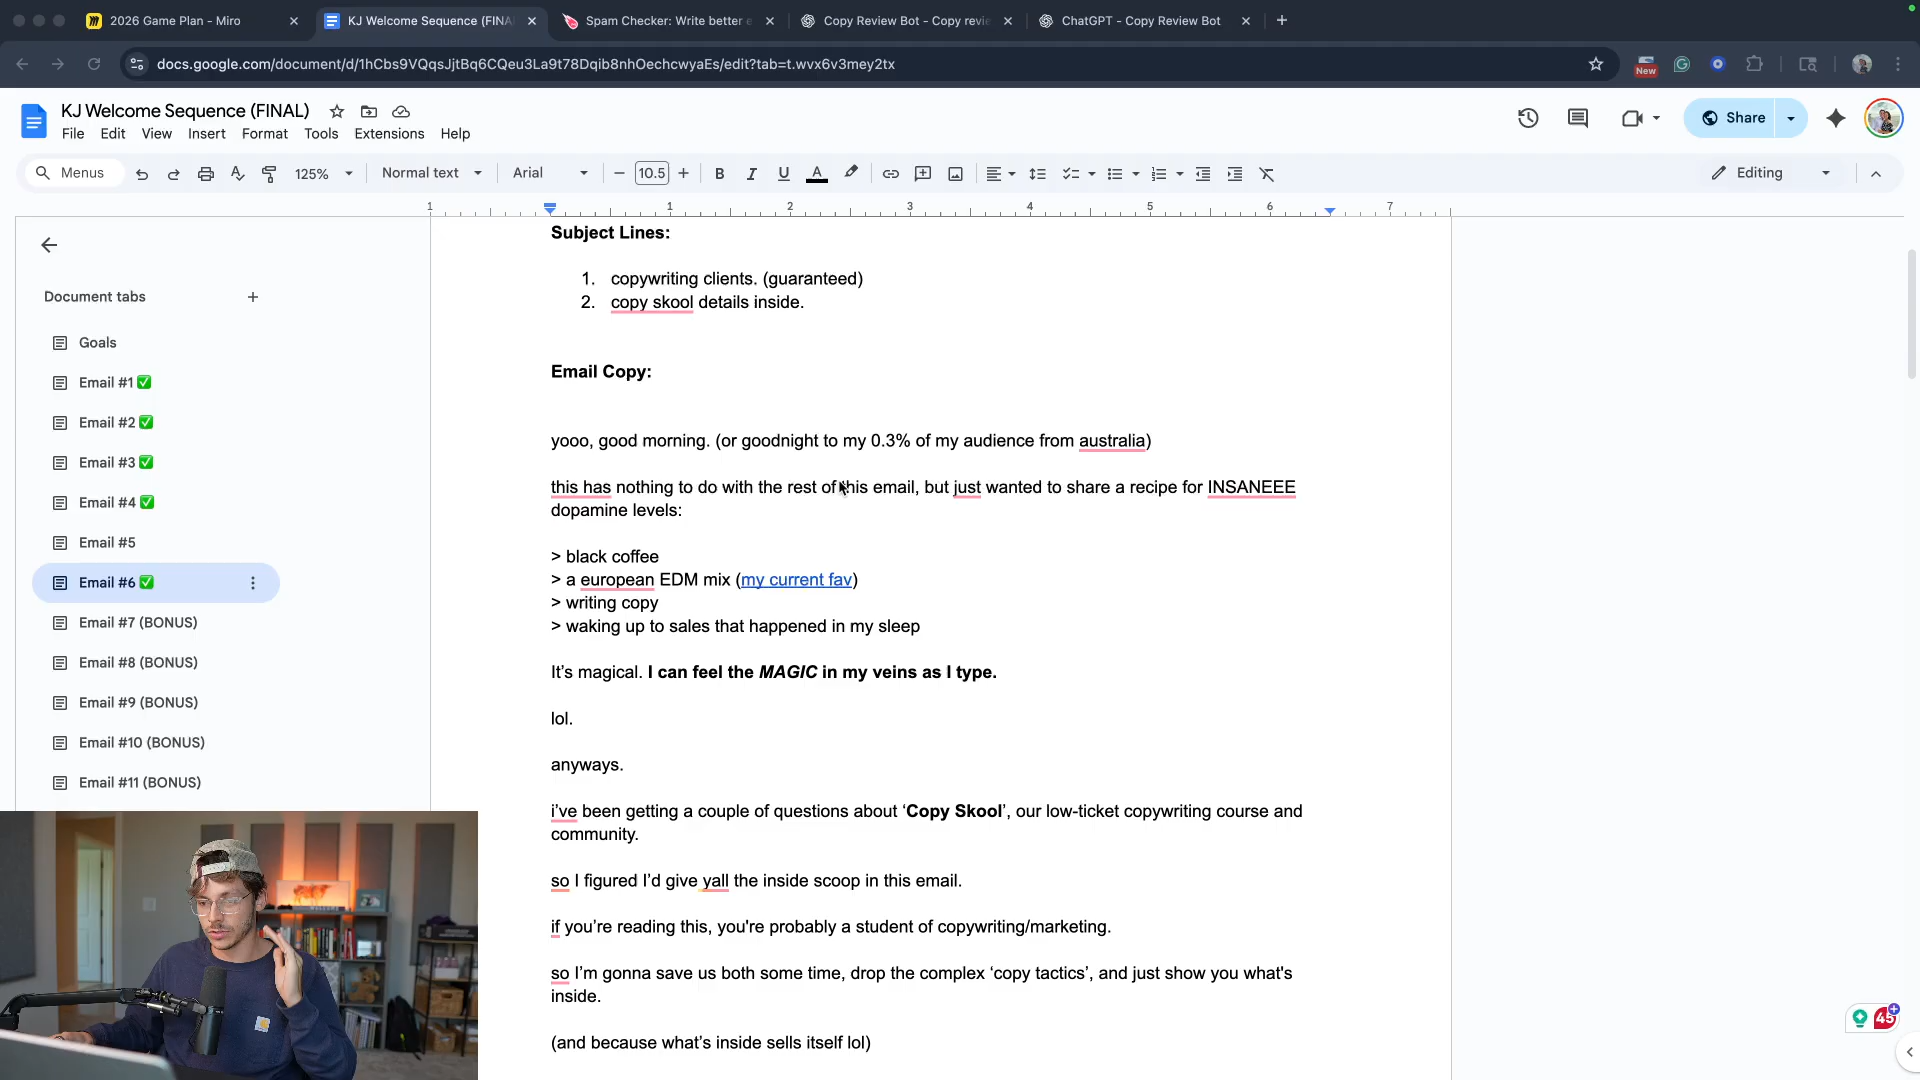 2026 Game Plan - Miro
KJ Welcome Sequence (FINA
Spam Checker: Write better e
Copy Review Bot - Copy revie
ChatGPT - Copy Review Bot
docs.google.com/document/d/1hCbs9VQqsJjtBq6CQeu3La9t78Dqib8nhOechcwyaEs/edit?tab=t.wvx6v3mey2tx
New
KJ Welcome Sequence (FINAL)
File Edit View Insert Format Tools Extensions Help
Share
Menus 125% Normal text Arial 10.5 B I U A Editing
1 1 2 3 4 5 6 7
Document tabs
Goals
Email #1 ✅
Email #2 ✅
Email #3 ✅
Email #4 ✅
Email #5
Email #6 ✅
Email #7 (BONUS)
Email #8 (BONUS)
Email #9 (BONUS)
Email #10 (BONUS)
Email #11 (BONUS)
Subject Lines:
1. copywriting clients. (guaranteed)
2. copy skool details inside.
Email Copy:
yooo, good morning. (or goodnight to my 0.3% of my audience from australia)
this has nothing to do with the rest of this email, but just wanted to share a recipe for INSANEEE
dopamine levels:
> black coffee
> a european EDM mix (my current fav)
> writing copy
> waking up to sales that happened in my sleep
It’s magical. I can feel the MAGIC in my veins as I type.
lol.
anyways.
i’ve been getting a couple of questions about ‘Copy Skool’, our low-ticket copywriting course and
community.
so I figured I’d give yall the inside scoop in this email.
if you’re reading this, you're probably a student of copywriting/marketing.
so I’m gonna save us both some time, drop the complex ‘copy tactics’, and just show you what's
inside.
(and because what’s inside sells itself lol)
45